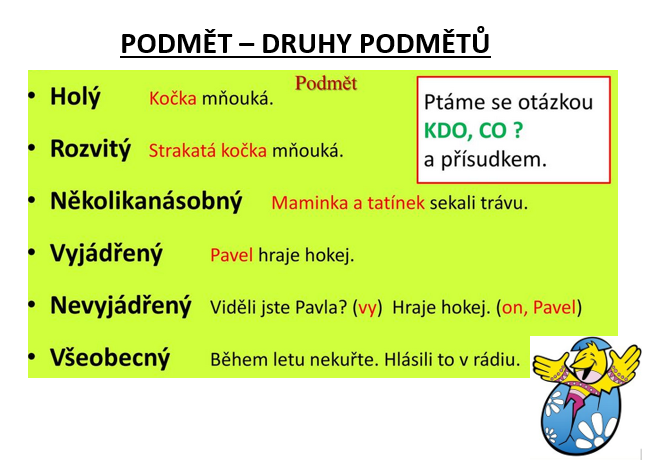 PODMĚT – DRUHY PODMĚTŮ
Podmět
• Holý Kočka mňouká.
• Rozvitý Strakatá kočka mňouká.
• Několikanásobný Maminka a tatínek sekali trávu.
• Vyjádřený Pavel hraje hokej.
• Nevyjádřený Viděli jste Pavla? (vy) Hraje hokej. (on, Pavel)
• Všeobecný Během letu nekuřte. Hlásili to v rádiu.
Ptáme se otázkou
KDO, CO ?
a přísudkem.